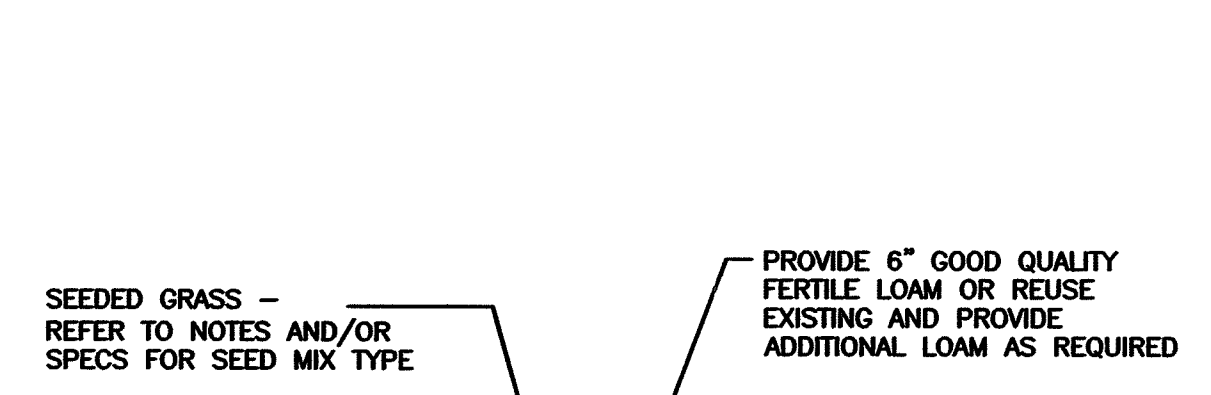 SEEDED GRASS –
REFER TO NOTES AND/OR
SPECS FOR SEED MIX TYPE
PROVIDE 6" GOOD QUALITY
FERTILE LOAM OR REUSE
EXISTING AND PROVIDE
ADDITIONAL LOAM AS REQUIRED